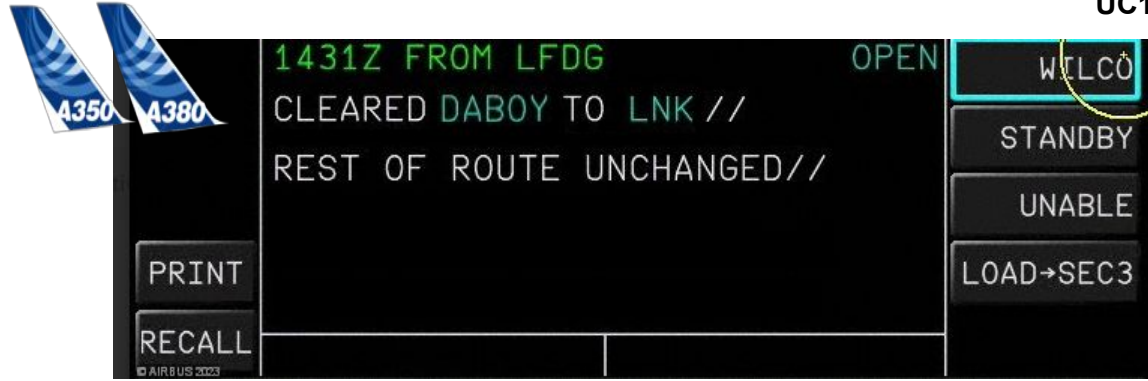 UC1
A350 A380
1431Z FROM LFDG OPEN
CLEARED DABOY TO LNK //
REST OF ROUTE UNCHANGED//
WILCO
STANDBY
UNABLE
LOAD→SEC3
PRINT
RECALL
© AIRBUS 2023